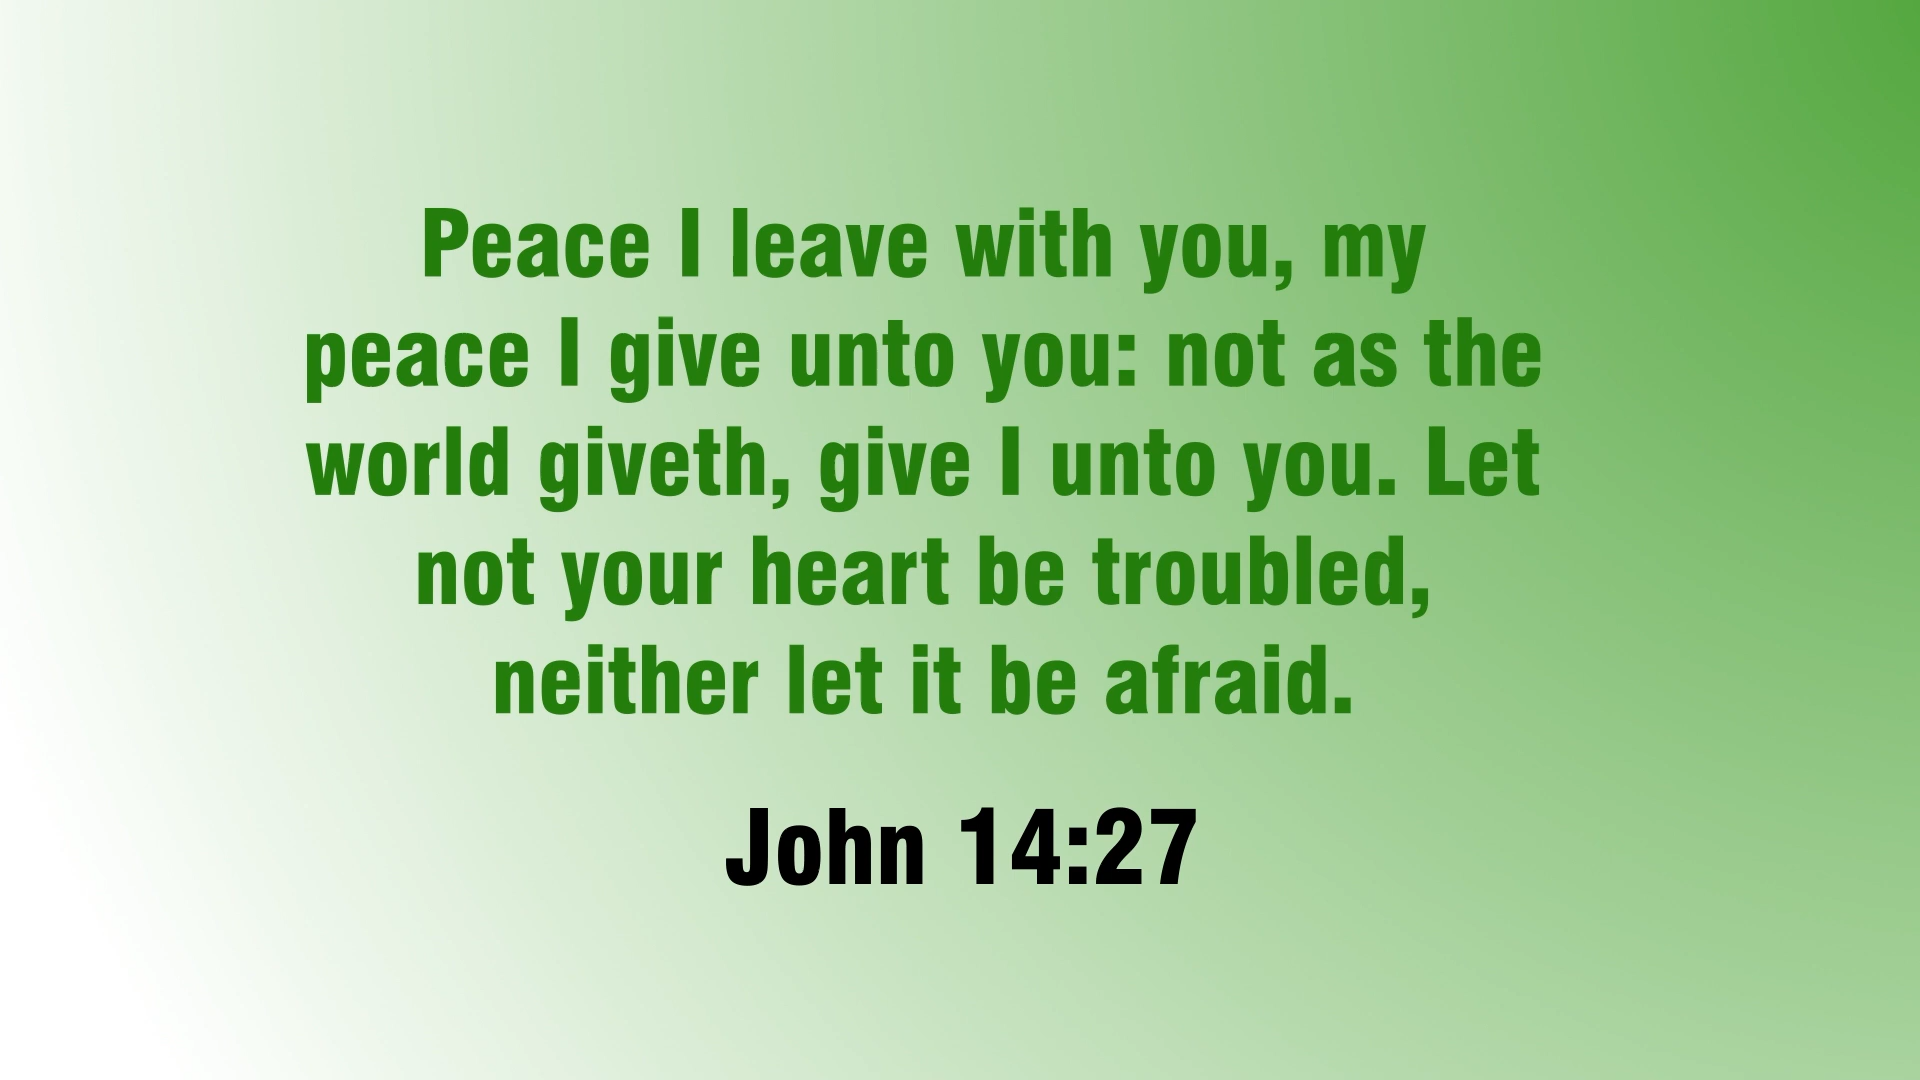 Peace I leave with you, my
peace I give unto you: not as the
world giveth, give I unto you. Let
not your heart be troubled,
neither let it be afraid.
John 14:27